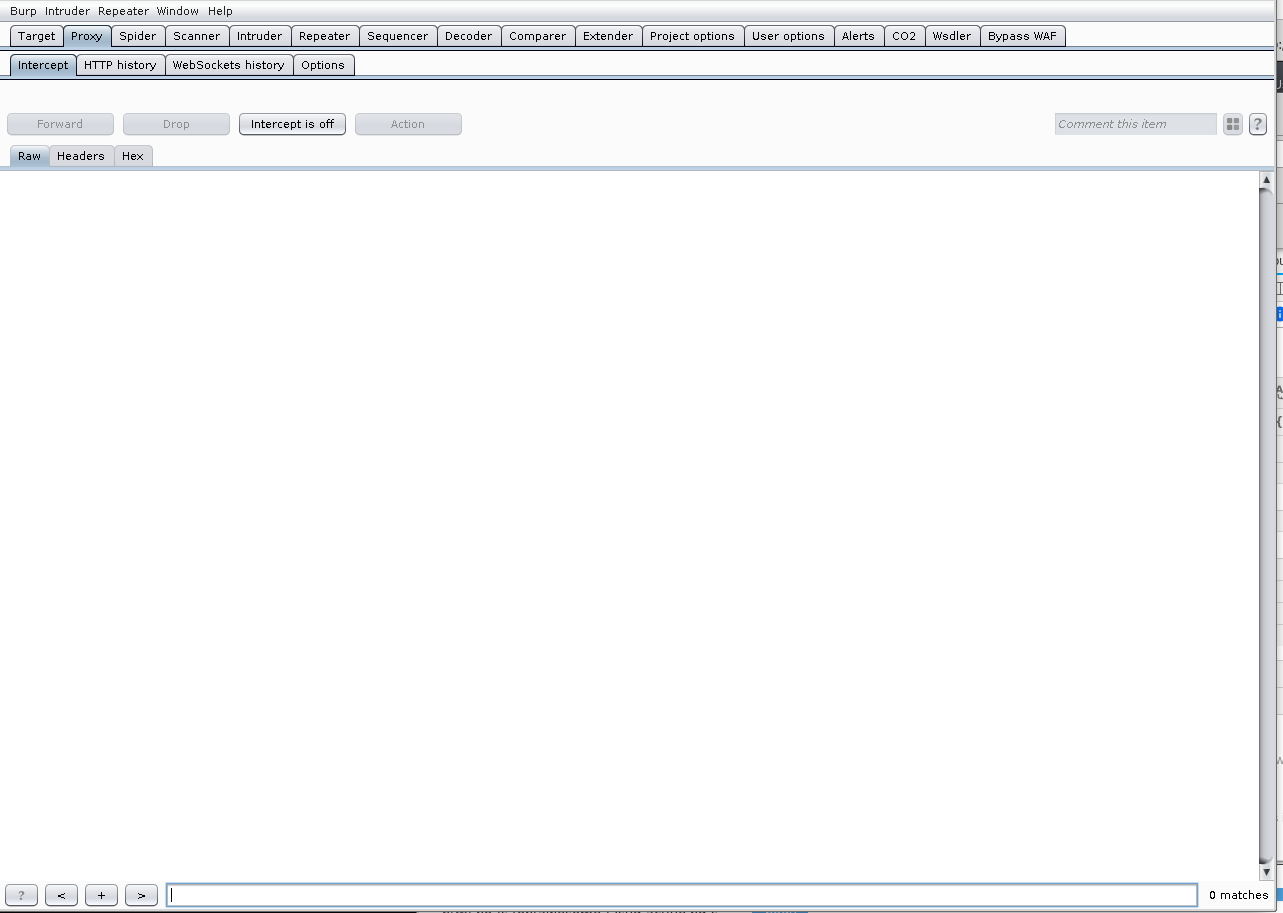 Burp Intruder Repeater Window Help
Target Proxy Spider Scanner Intruder Repeater Sequencer Decoder Comparer Extender Project options User options Alerts CO2 Wsdler Bypass WAF
Intercept HTTP history WebSockets history Options
Forward Drop Intercept is off Action Comment this item ?
Raw Headers Hex
? < + > 0 matches